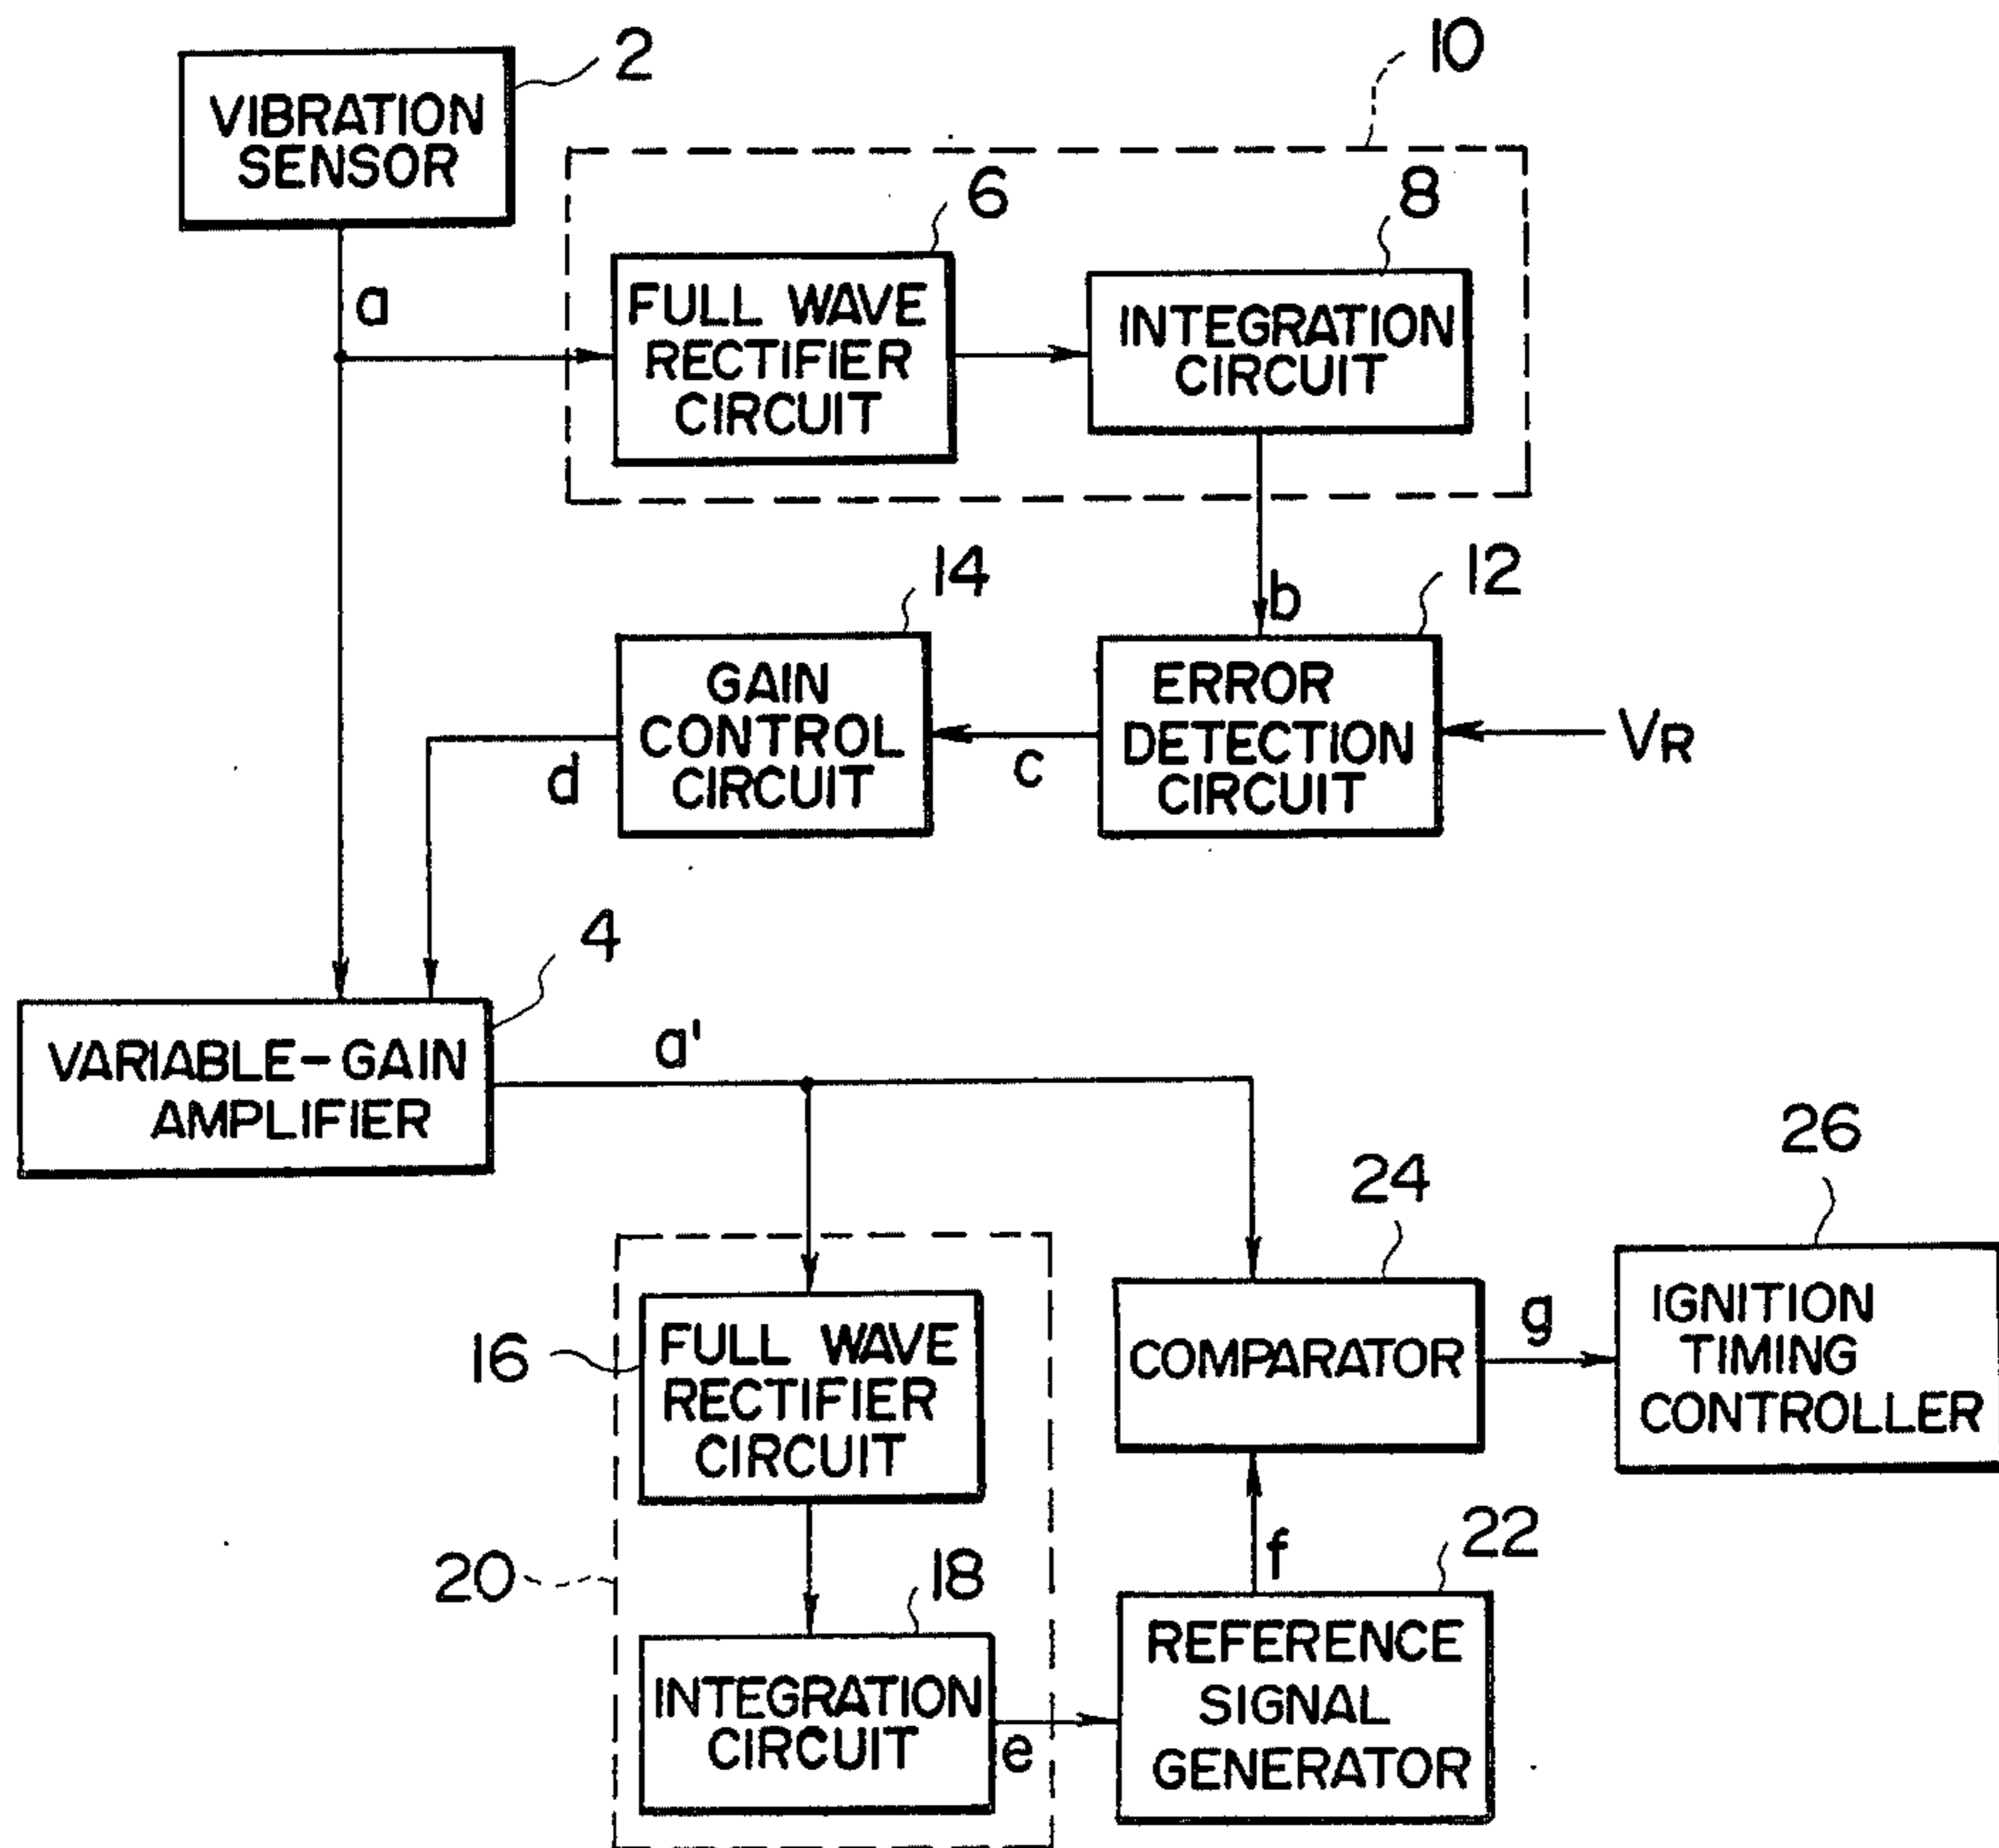 2
VIBRATION
SENSOR
10
6
8
a
FULL WAVE
RECTIFIER
CIRCUIT
INTEGRATION
CIRCUIT
14
b
12
GAIN
CONTROL
CIRCUIT
d
c
ERROR
DETECTION
CIRCUIT
VR
4
VARIABLE-GAIN
AMPLIFIER
a'
24
26
16
FULL WAVE
RECTIFIER
CIRCUIT
COMPARATOR
g
IGNITION
TIMING
CONTROLLER
20
18
f
22
INTEGRATION
CIRCUIT
e
REFERENCE
SIGNAL
GENERATOR